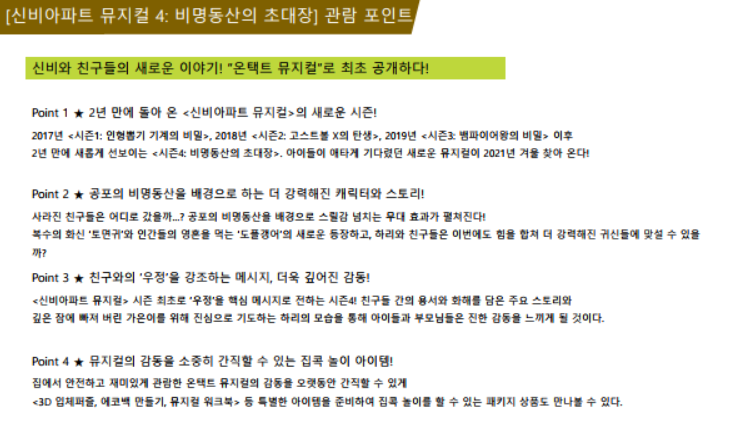 [신비아파트 뮤지컬 4: 비명동산의 초대장] 관람 포인트
신비와 친구들의 새로운 이야기! "온택트 뮤지컬"로 최초 공개하다!
Point 1 ★ 2년 만에 돌아 온 <신비아파트 뮤지컬>의 새로운 시즌!
2017년 <시즌1: 인형뽑기 기계의 비밀>, 2018년 <시즌2: 고스트볼 X의 탄생>, 2019년 <시즌3: 뱀파이어왕의 비밀> 이후
2년 만에 새롭게 선보이는 <시즌4: 비명동산의 초대장>. 아이들이 애타게 기다렸던 새로운 뮤지컬이 2021년 겨울 찾아 온다!
Point 2 ★ 공포의 비명동산을 배경으로 하는 더 강력해진 캐릭터와 스토리!
사라진 친구들은 어디로 갔을까...? 공포의 비명동산을 배경으로 스릴감 넘치는 무대 효과가 펼쳐진다!
복수의 화신 '토면귀'와 인간들의 영혼을 먹는 '도플갱어'의 새로운 등장하고, 하리와 친구들은 이번에도 힘을 합쳐 더 강력해진 귀신들에 맞설 수 있을
까?
Point 3 ★ 친구와의 '우정'을 강조하는 메시지, 더욱 깊어진 감동!
<신비아파트 뮤지컬> 시즌 최초로 '우정'을 핵심 메시지로 전하는 시즌4! 친구들 간의 용서와 화해를 담은 주요 스토리와
깊은 잠에 빠져 버린 가은이를 위해 진심으로 기도하는 하리의 모습을 통해 아이들과 부모님들은 진한 감동을 느끼게 될 것이다.
Point 4 ★ 뮤지컬의 감동을 소중히 간직할 수 있는 집콕 놀이 아이템!
집에서 안전하고 재미있게 관람한 온택트 뮤지컬의 감동을 오랫동안 간직할 수 있게
<3D 입체퍼즐, 에코백 만들기, 뮤지컬 워크북> 등 특별한 아이템을 준비하여 집콕 놀이를 할 수 있는 패키지 상품도 만나볼 수 있다.